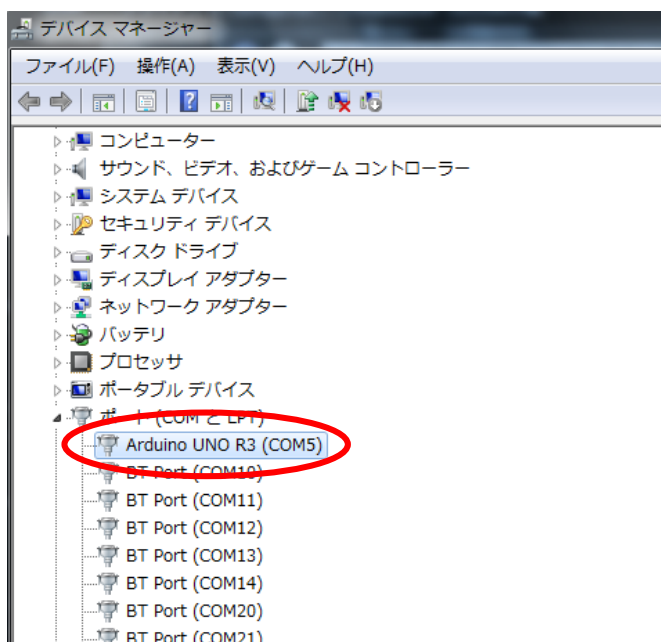 デバイス マネージャー
ファイル(F) 操作(A) 表示(V) ヘルプ(H)
コンピューター
サウンド、ビデオ、およびゲーム コントローラー
システム デバイス
セキュリティ デバイス
ディスク ドライブ
ディスプレイ アダプター
ネットワーク アダプター
バッテリ
プロセッサ
ポータブル デバイス
ポート (COM と LPT)
Arduino UNO R3 (COM5)
BT Port (COM10)
BT Port (COM11)
BT Port (COM12)
BT Port (COM13)
BT Port (COM14)
BT Port (COM20)
BT Port (COM21)